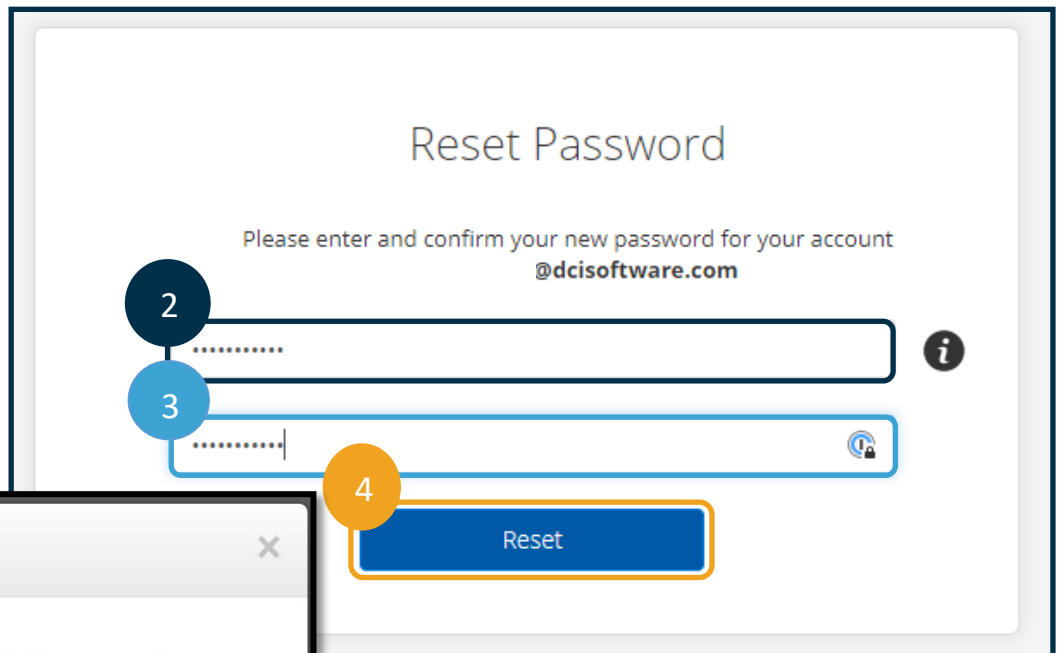 Reset Password
Please enter and confirm your new password for your account
@dcisoftware.com
2
•••••••••••
i
3
•••••••••••
4
×
Reset